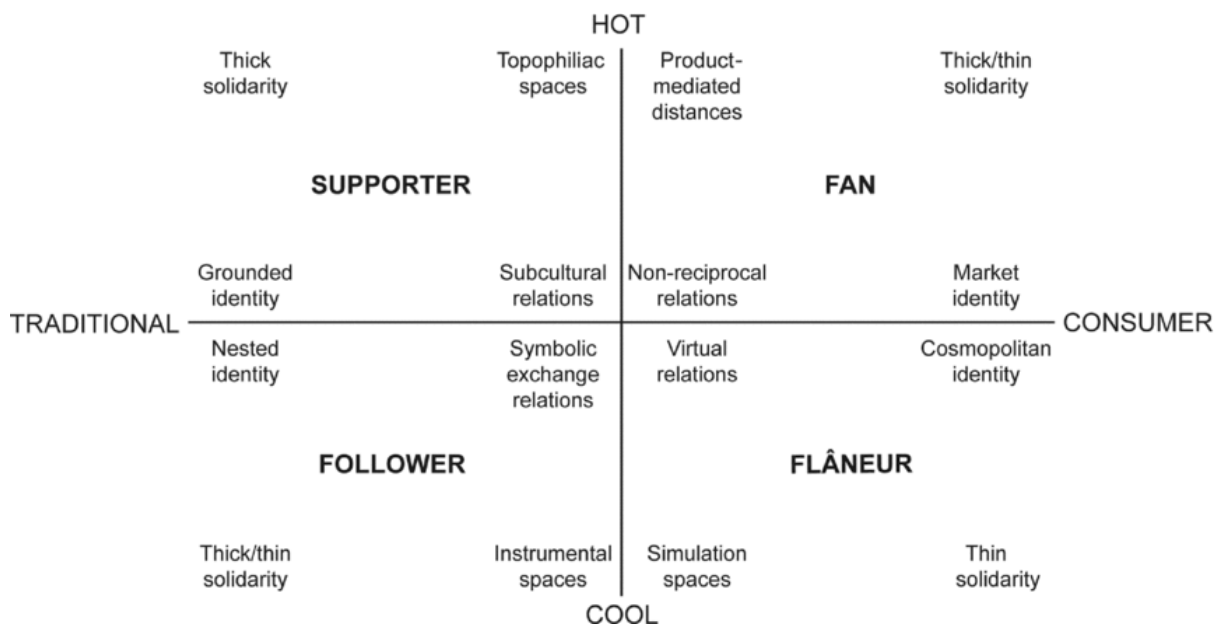 HOT
Thick
solidarity
Topophiliac
spaces
Product-
mediated
distances
Thick/thin
solidarity
SUPPORTER
FAN
Grounded
identity
Subcultural
relations
Non-reciprocal
relations
Market
identity
TRADITIONAL
CONSUMER
Nested
identity
Symbolic
exchange
relations
Virtual
relations
Cosmopolitan
identity
FOLLOWER
FLÂNEUR
Thick/thin
solidarity
Instrumental
spaces
Simulation
spaces
Thin
solidarity
COOL